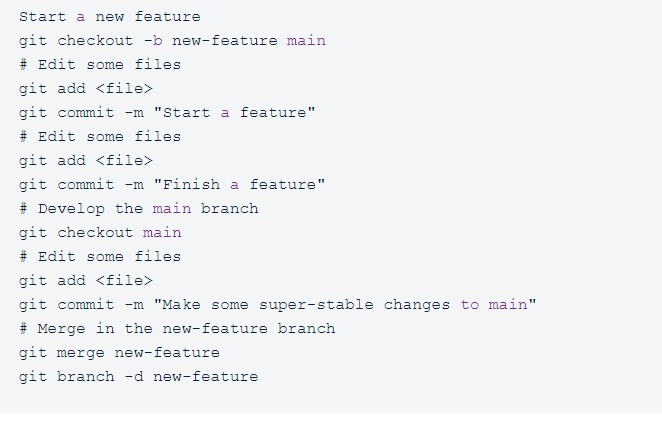 Start a new feature
git checkout -b new-feature main
# Edit some files
git add <file>
git commit -m "Start a feature"
# Edit some files
git add <file>
git commit -m "Finish a feature"
# Develop the main branch
git checkout main
# Edit some files
git add <file>
git commit -m "Make some super-stable changes to main"
# Merge in the new-feature branch
git merge new-feature
git branch -d new-feature